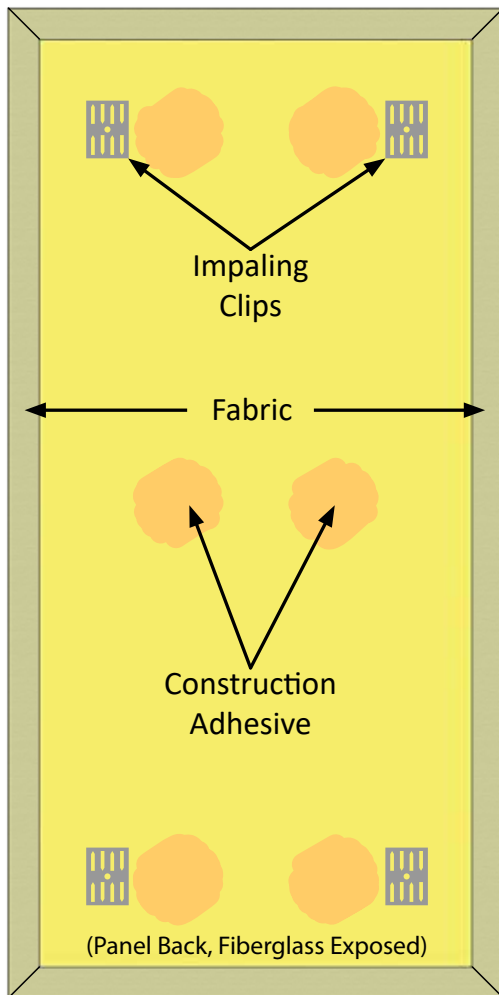 Impaling
Clips
Fabric
Construction
Adhesive
(Panel Back, Fiberglass Exposed)